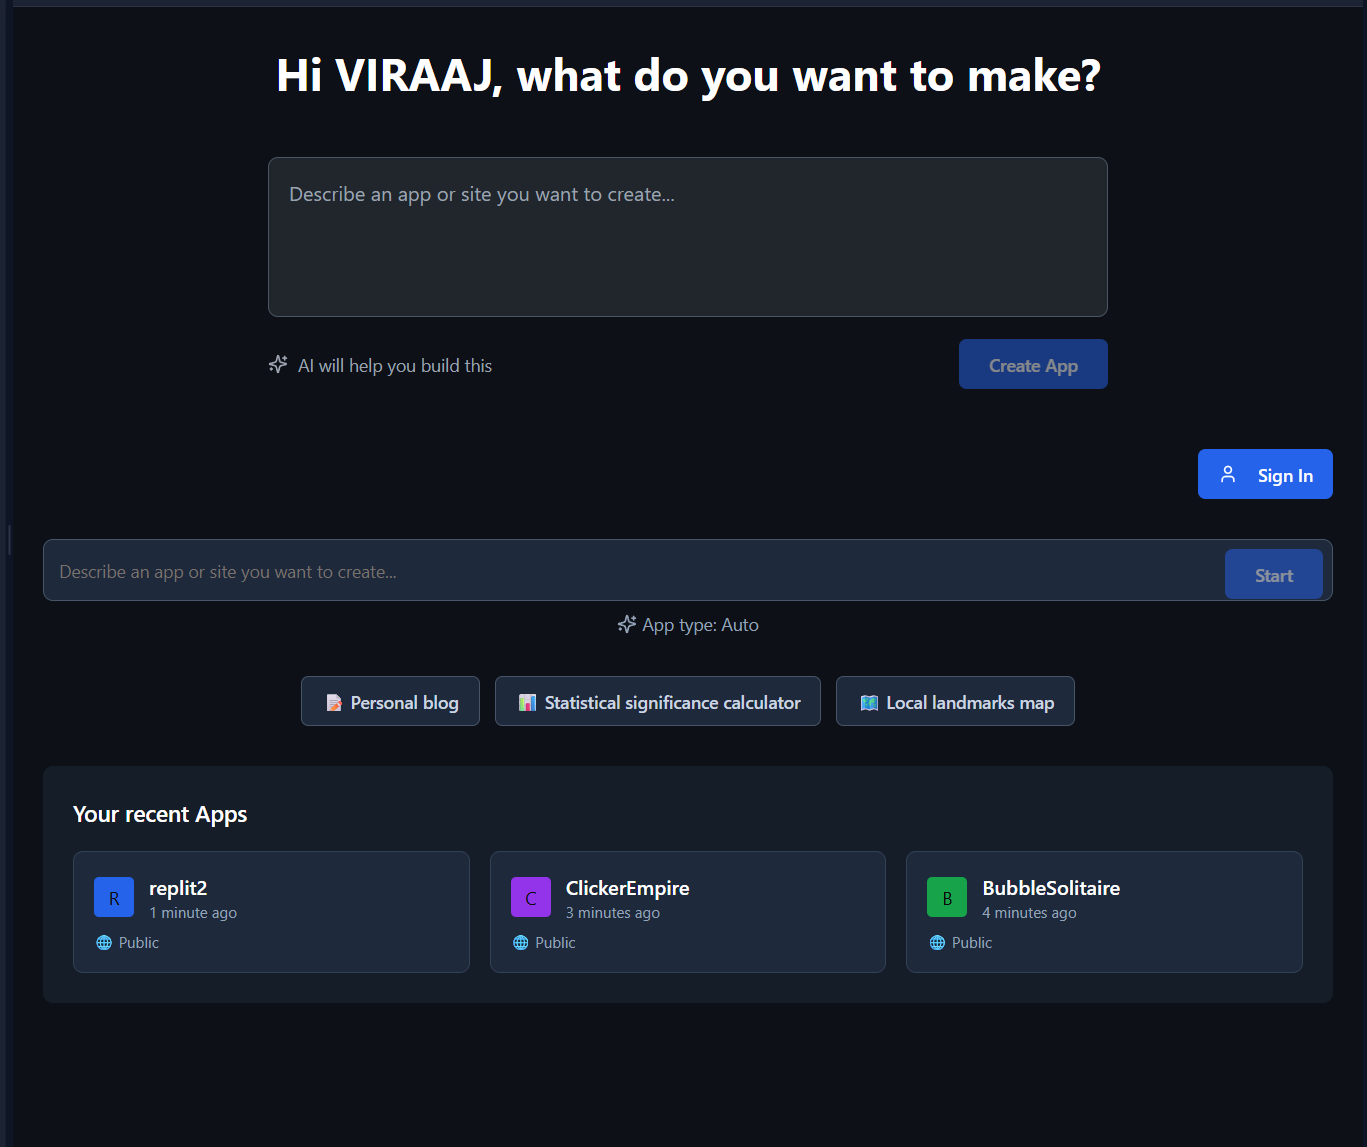 Hi VIRAAJ, what do you want to make?
Describe an app or site you want to create...
AI will help you build this
Create App
Sign In
Describe an app or site you want to create...
Start
App type: Auto
Personal blog
Statistical significance calculator
Local landmarks map
Your recent Apps
R
replit2
1 minute ago
Public
C
ClickerEmpire
3 minutes ago
Public
B
BubbleSolitaire
4 minutes ago
Public